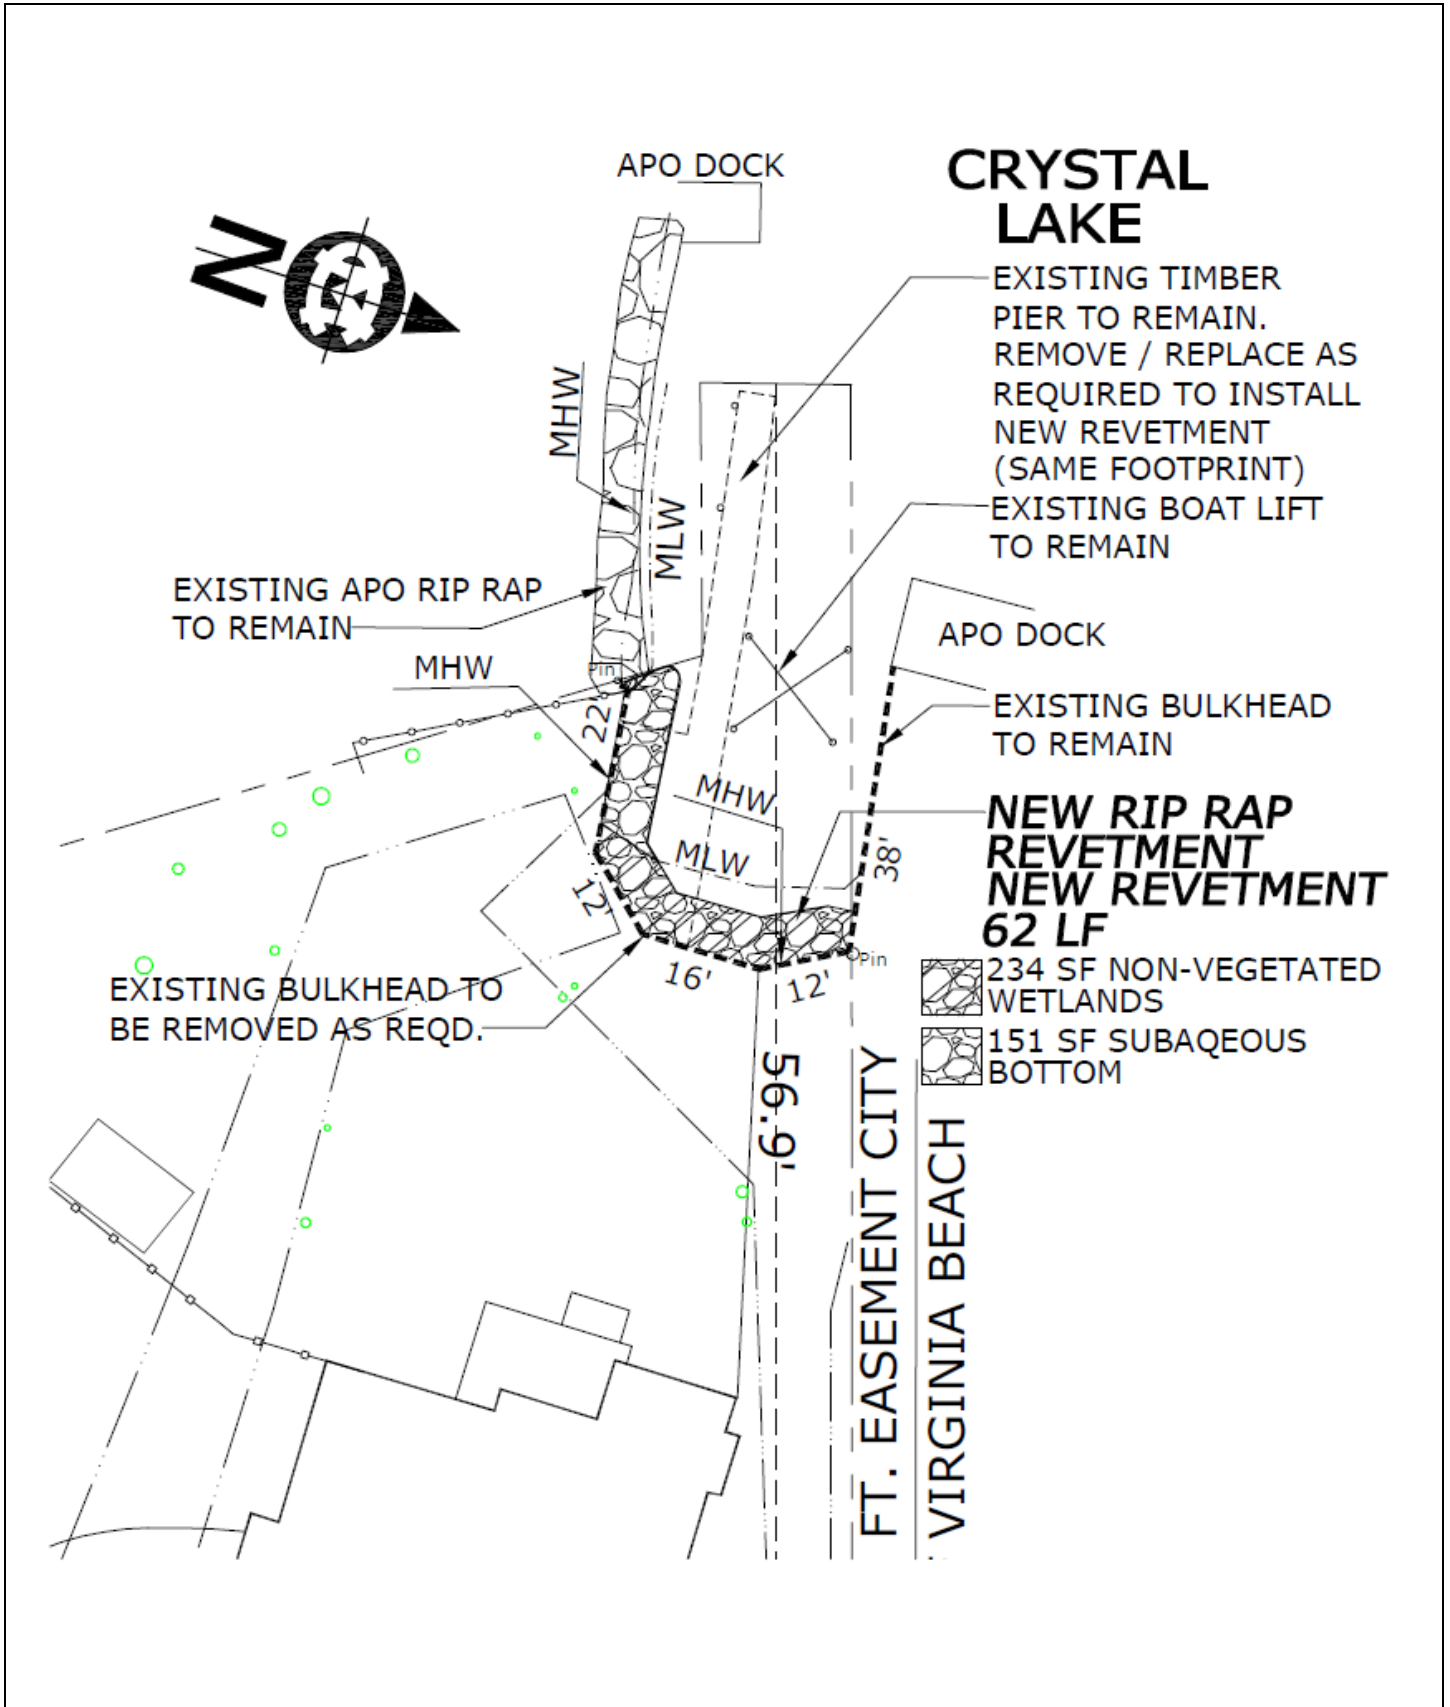 APO DOCK
CRYSTAL
LAKE
N
EXISTING TIMBER
PIER TO REMAIN.
REMOVE / REPLACE AS
REQUIRED TO INSTALL
NEW REVETMENT
(SAME FOOTPRINT)
EXISTING BOAT LIFT
TO REMAIN
MHW
MLW
EXISTING APO RIP RAP
TO REMAIN
APO DOCK
MHW
Pin
22'
EXISTING BULKHEAD
TO REMAIN
MHW
MLW
38'
NEW RIP RAP
REVETMENT
NEW REVETMENT
62 LF
12'
16'
12'
Pin
234 SF NON-VEGETATED
WETLANDS
151 SF SUBAQEOUS
BOTTOM
EXISTING BULKHEAD TO
BE REMOVED AS REQD.
56.9'
FT. EASEMENT CITY
VIRGINIA BEACH